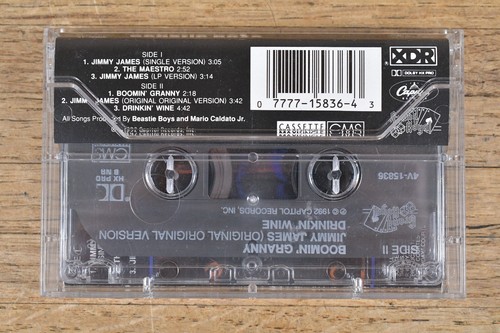 SIDE I
1. JIMMY JAMES (SINGLE VERSION) 3:05
2. THE MAESTRO 2:52
3. JIMMY JAMES (LP VERSION) 3:14
SIDE II
1. BOOMIN' GRANNY 2:18
2. JIMMY JAMES (ORIGINAL ORIGINAL VERSION) 3:42
3. DRINKIN' WINE 4:42
All Songs Produced By Beastie Boys and Mario Caldato Jr.
0 7777-15836-4 3
CASSETTE
XDR
DOLBY HX PRO
Capitol
4V-15836
HX PRO
B NR
℗ © 1992 CAPITOL RECORDS, INC.
DRINKIN' WINE
JIMMY JAMES (ORIGINAL ORIGINAL VERSION
BOOMIN' GRANNY
SIDE II